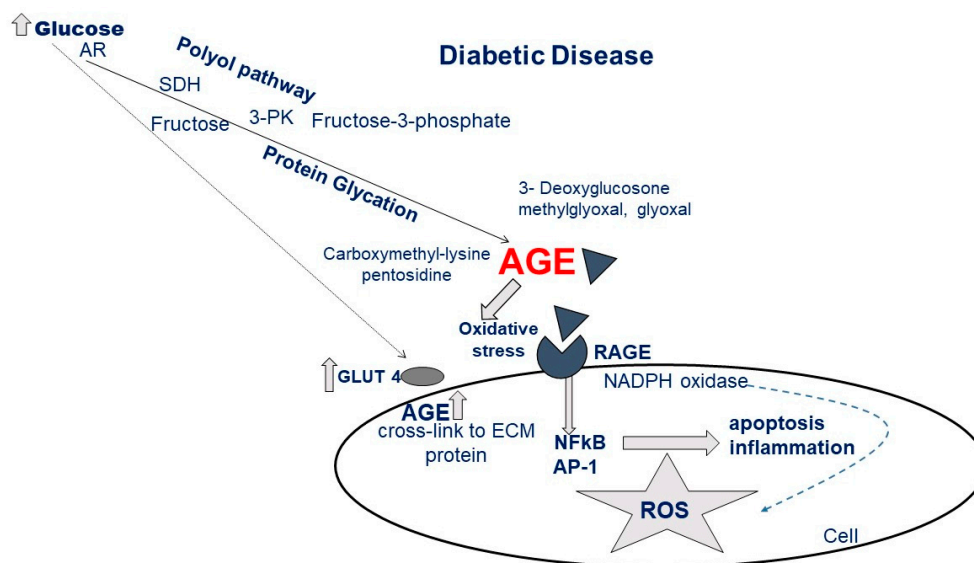 Glucose
AR
Polyol pathway
Diabetic Disease
SDH
3-PK
Fructose-3-phosphate
Fructose
Protein Glycation
3- Deoxyglucosone
methylglyoxal, glyoxal
Carboxymethyl-lysine
pentosidine
AGE
Oxidative
stress
RAGE
GLUT 4
NADPH oxidase
AGE
cross-link to ECM
protein
NFkB
AP-1
apoptosis
inflammation
ROS
Cell